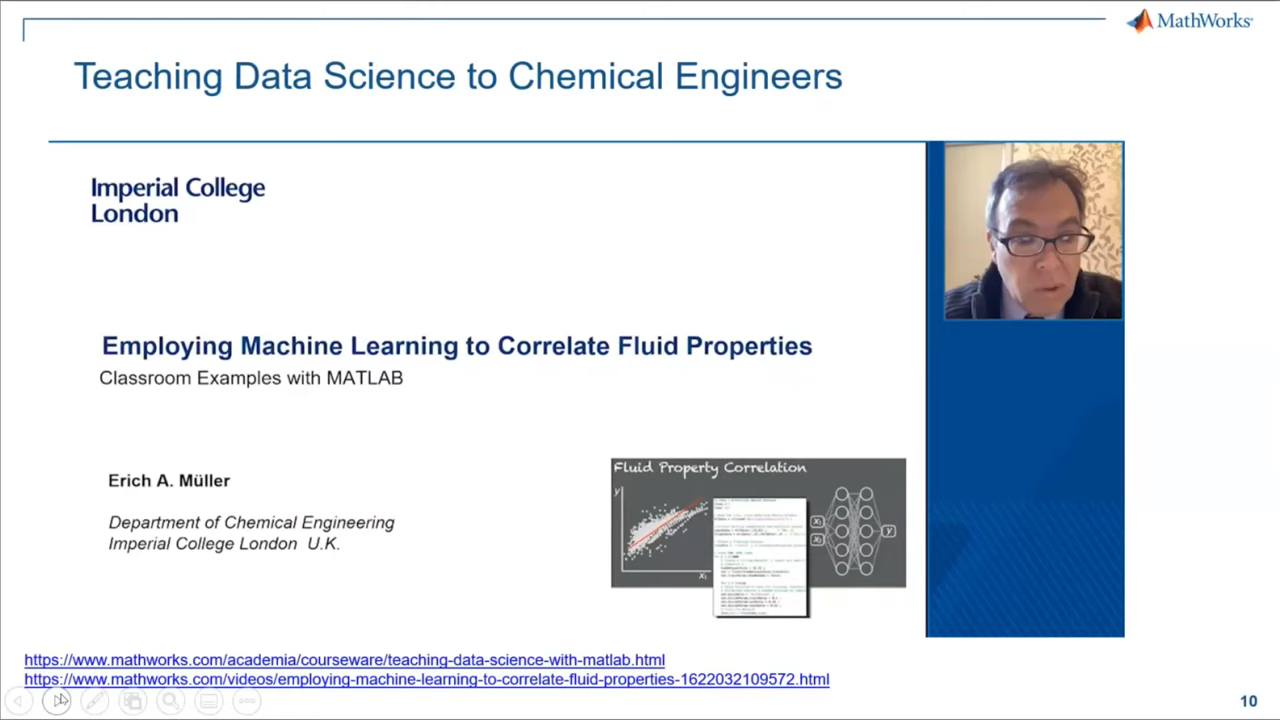 MathWorks
Teaching Data Science to Chemical Engineers
Imperial College
London
Employing Machine Learning to Correlate Fluid Properties
Classroom Examples with MATLAB
Erich A. Müller
Department of Chemical Engineering
Imperial College London U.K.
Fluid Property Correlation
y
x₁
x₁
x₂
y
https://www.mathworks.com/academia/courseware/teaching-data-science-with-matlab.html
https://www.mathworks.com/videos/employing-machine-learning-to-correlate-fluid-properties-1622032109572.html
10